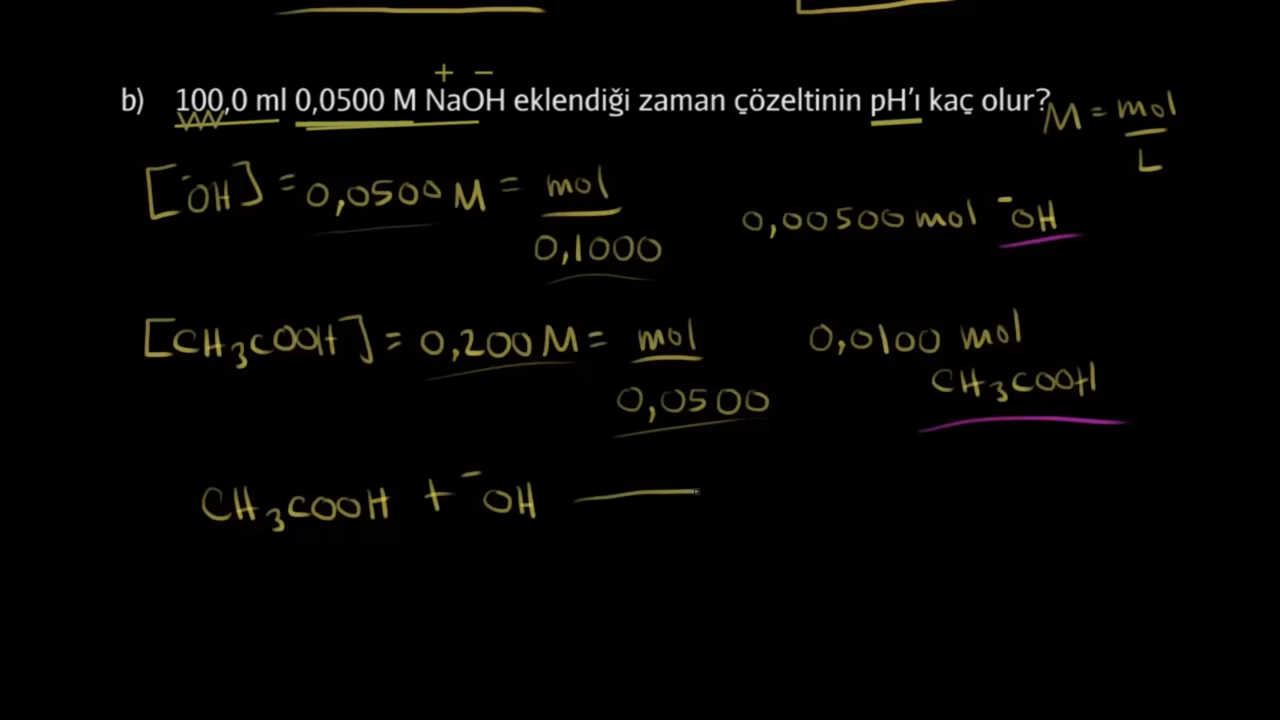 b) 100,0 ml 0,0500 M NaOH eklendiği zaman çözeltinin pH'ı kaç olur?
+ −
M = mol / L
[⁻OH] = 0,0500 M = mol / 0,1000
0,00500 mol ⁻OH
[CH₃COOH] = 0,200 M = mol / 0,0500
0,0100 mol
CH₃COOH
CH₃COOH + ⁻OH